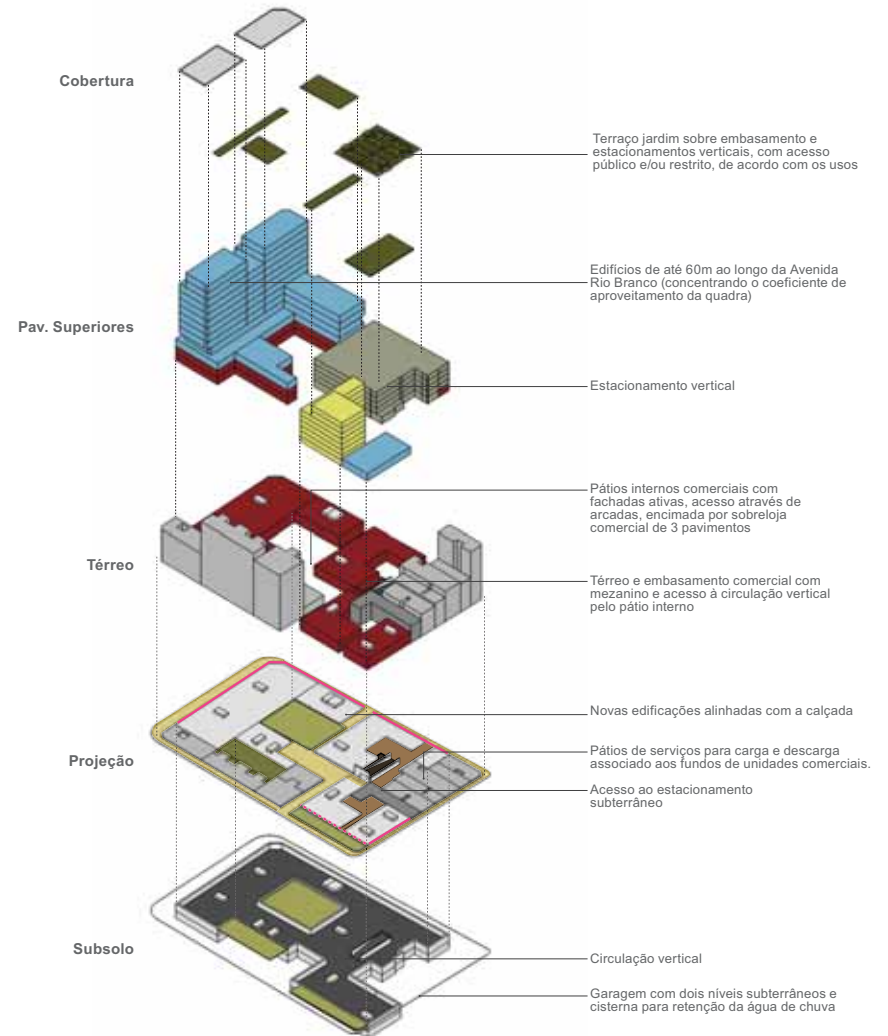 Cobertura
Terraço jardim sobre embasamento e
estacionamentos verticais, com acesso
público e/ou restrito, de acordo com os usos
Edifícios de até 60m ao longo da Avenida
Rio Branco (concentrando o coeficiente de
aproveitamento da quadra)
Pav. Superiores
Estacionamento vertical
Pátios internos comerciais com
fachadas ativas, acesso através de
arcadas, encimada por sobreloja
comercial de 3 pavimentos
Térreo
Térreo e embasamento comercial com
mezanino e acesso à circulação vertical
pelo pátio interno
Novas edificações alinhadas com a calçada
Projeção
Pátios de serviços para carga e descarga
associado aos fundos de unidades comerciais.
Acesso ao estacionamento
subterrâneo
Subsolo
Circulação vertical
Garagem com dois níveis subterrâneos e
cisterna para retenção da água de chuva